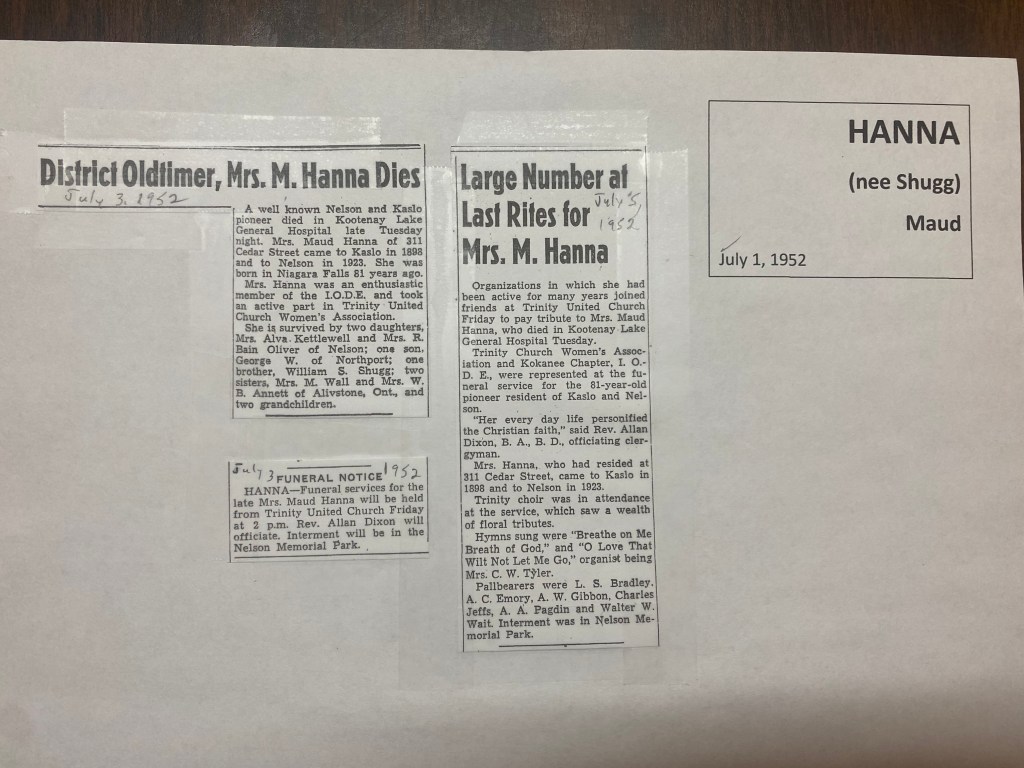 District Oldtimer, Mrs. M. Hanna Dies
July 3, 1952
A well known Nelson and Kaslo
pioneer died in Kootenay Lake
General Hospital late Tuesday
night. Mrs. Maud Hanna of 311
Cedar Street came to Kaslo in 1898
and to Nelson in 1923. She was
born in Niagara Falls 81 years ago.
Mrs. Hanna was an enthusiastic
member of the I.O.D.E. and took
an active part in Trinity United
Church Women's Association.
She is survived by two daughters,
Mrs. Alva Kettlewell and Mrs. R.
Bain Oliver of Nelson; one son,
George W. of Northport; one
brother, William S. Shugg; two
sisters, Mrs. M. Wall and Mrs. W.
B. Annett of Alivstone, Ont., and
two grandchildren.
July 3 1952
FUNERAL NOTICE
HANNA—Funeral services for the
late Mrs. Maud Hanna will be held
from Trinity United Church Friday
at 2 p.m. Rev. Allan Dixon will
officiate. Interment will be in the
Nelson Memorial Park.
Large Number at
Last Rites for
Mrs. M. Hanna
July 5,
1952
Organizations in which she had
been active for many years joined
friends at Trinity United Church
Friday to pay tribute to Mrs. Maud
Hanna, who died in Kootenay Lake
General Hospital Tuesday.
Trinity Church Women's Assoc-
iation and Kokanee Chapter, I. O.-
D. E., were represented at the fu-
neral service for the 81-year-old
pioneer resident of Kaslo and Nel-
son.
"Her every day life personified
the Christian faith," said Rev. Allan
Dixon, B. A., B. D., officiating cler-
gyman.
Mrs. Hanna, who had resided at
311 Cedar Street, came to Kaslo in
1898 and to Nelson in 1923.
Trinity choir was in attendance
at the service, which saw a wealth
of floral tributes.
Hymns sung were "Breathe on Me
Breath of God," and "O Love That
Wilt Not Let Me Go," organist being
Mrs. C. W. Tyler.
Pallbearers were L. S. Bradley,
A. C. Emory, A. W. Gibbon, Charles
Jeffs, A. A. Pagdin and Walter W.
Wait. Interment was in Nelson Me-
morial Park.
HANNA
(nee Shugg)
Maud
July 1, 1952